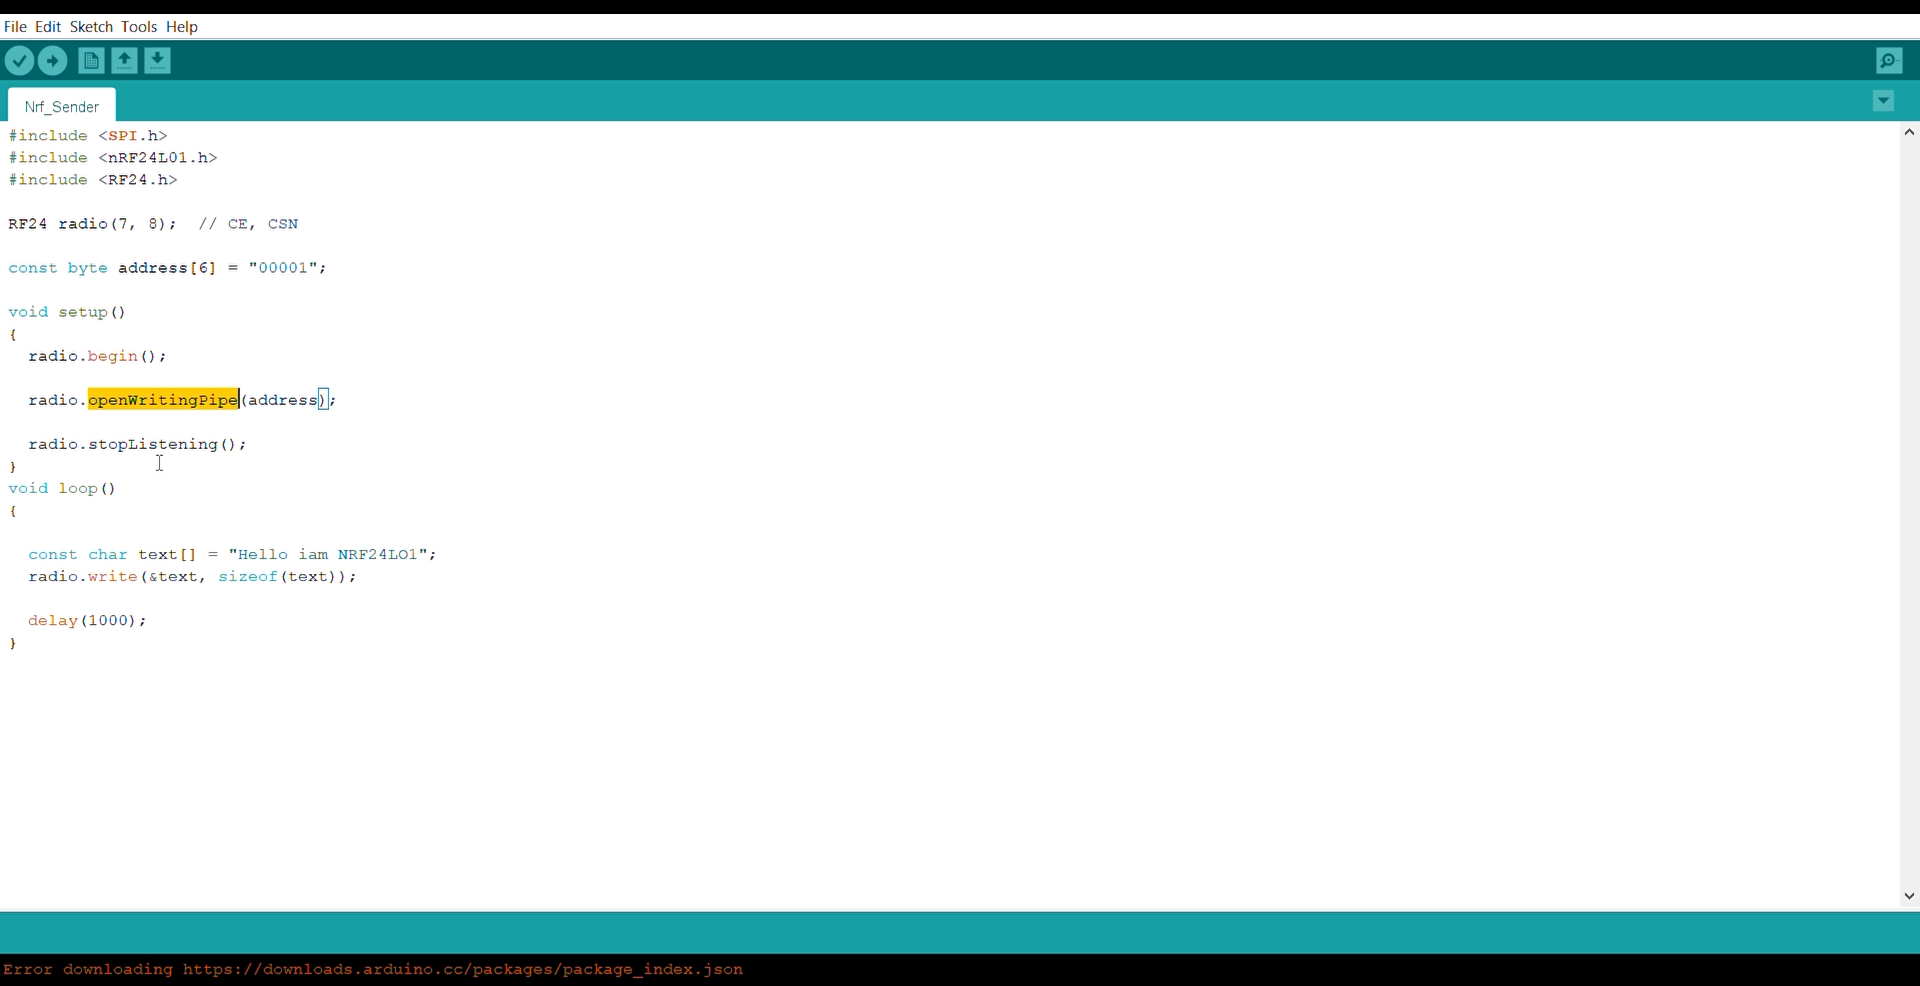 File Edit Sketch Tools Help
Nrf_Sender
#include <SPI.h>
#include <nRF24L01.h>
#include <RF24.h>
RF24 radio(7, 8);  // CE, CSN
const byte address[6] = "00001";
void setup()
{
  radio.begin();
  radio.openWritingPipe(address);
  radio.stopListening();
}
void loop()
{
  const char text[] = "Hello iam NRF24LO1";
  radio.write(&text, sizeof(text));
  delay(1000);
}
Error downloading https://downloads.arduino.cc/packages/package_index.json